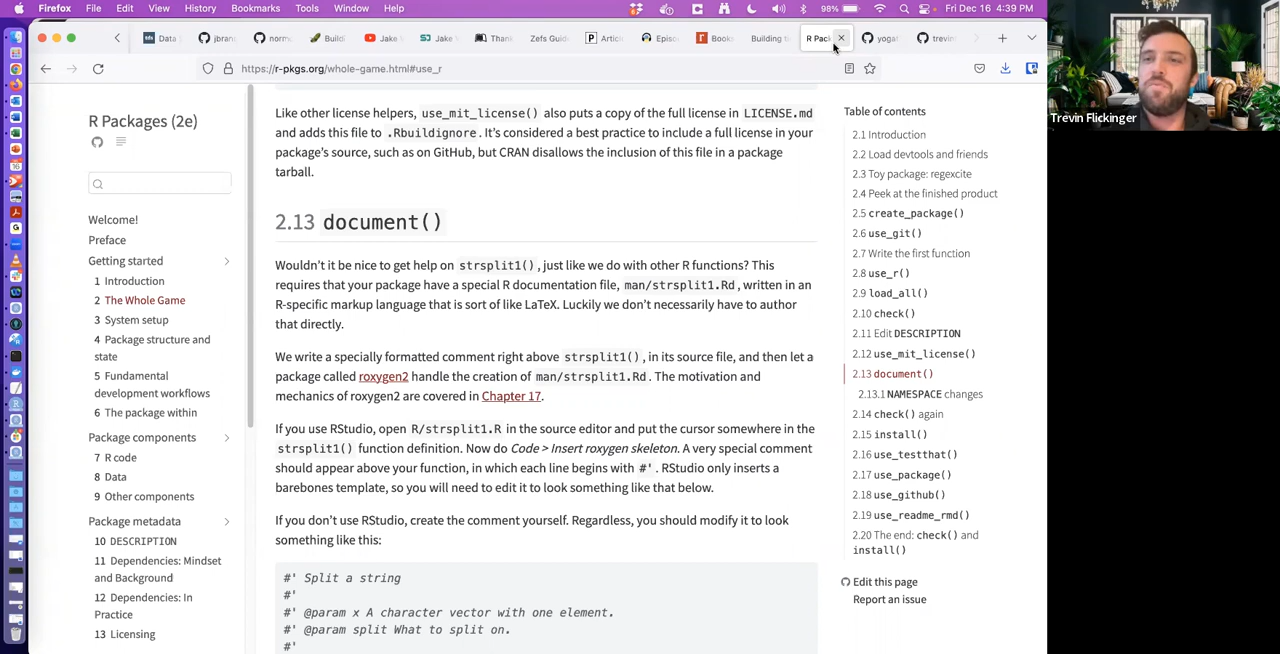 Firefox File Edit View History Bookmarks Tools Window Help 98% Fri Dec 16 4:39 PM
Data jbran norm Buildi Jake Jake Thank Zefs Guid Artic Episo Books Building R Pac yoga trevin
https://r-pkgs.org/whole-game.html#use_r
Trevin Flickinger
R Packages (2e)
Welcome!
Preface
Getting started
1 Introduction
2 The Whole Game
3 System setup
4 Package structure and
state
5 Fundamental
development workflows
6 The package within
Package components
7 R code
8 Data
9 Other components
Package metadata
10 DESCRIPTION
11 Dependencies: Mindset
and Background
12 Dependencies: In
Practice
13 Licensing
Like other license helpers, use_mit_license() also puts a copy of the full license in LICENSE.md
and adds this file to .Rbuildignore. It's considered a best practice to include a full license in your
package's source, such as on GitHub, but CRAN disallows the inclusion of this file in a package
tarball.
2.13 document()
Wouldn't it be nice to get help on strsplit1(), just like we do with other R functions? This
requires that your package have a special R documentation file, man/strsplit1.Rd, written in an
R-specific markup language that is sort of like LaTeX. Luckily we don't necessarily have to author
that directly.
We write a specially formatted comment right above strsplit1(), in its source file, and then let a
package called roxygen2 handle the creation of man/strsplit1.Rd. The motivation and
mechanics of roxygen2 are covered in Chapter 17.
If you use RStudio, open R/strsplit1.R in the source editor and put the cursor somewhere in the
strsplit1() function definition. Now do Code > Insert roxygen skeleton. A very special comment
should appear above your function, in which each line begins with #'. RStudio only inserts a
barebones template, so you will need to edit it to look something like that below.
If you don't use RStudio, create the comment yourself. Regardless, you should modify it to look
something like this:
#' Split a string
#'
#' @param x A character vector with one element.
#' @param split What to split on.
#'
Table of contents
2.1 Introduction
2.2 Load devtools and friends
2.3 Toy package: regexcite
2.4 Peek at the finished product
2.5 create_package()
2.6 use_git()
2.7 Write the first function
2.8 use_r()
2.9 load_all()
2.10 check()
2.11 Edit DESCRIPTION
2.12 use_mit_license()
2.13 document()
2.13.1 NAMESPACE changes
2.14 check() again
2.15 install()
2.16 use_testthat()
2.17 use_package()
2.18 use_github()
2.19 use_readme_rmd()
2.20 The end: check() and
install()
Edit this page
Report an issue